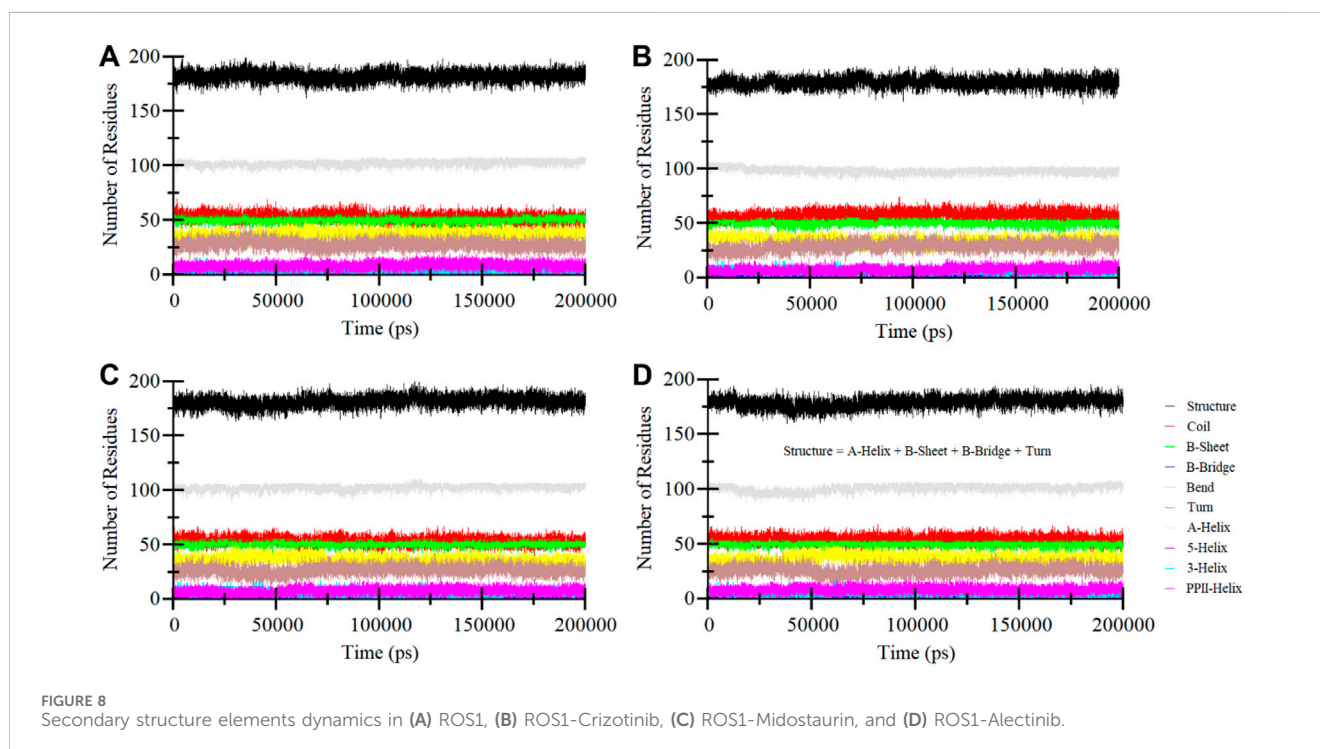 A
200
150
100
50
0
Number of Residues
0 50000 100000 150000 200000
Time (ps)
B
200
150
100
50
0
Number of Residues
0 50000 100000 150000 200000
Time (ps)
C
200
150
100
50
0
Number of Residues
0 50000 100000 150000 200000
Time (ps)
D
200
150
100
50
0
Number of Residues
Structure = A-Helix + B-Sheet + B-Bridge + Turn
0 50000 100000 150000 200000
Time (ps)
Structure
Coil
B-Sheet
B-Bridge
Bend
Turn
A-Helix
5-Helix
3-Helix
PPII-Helix
FIGURE 8
Secondary structure elements dynamics in (A) ROS1, (B) ROS1-Crizotinib, (C) ROS1-Midostaurin, and (D) ROS1-Alectinib.